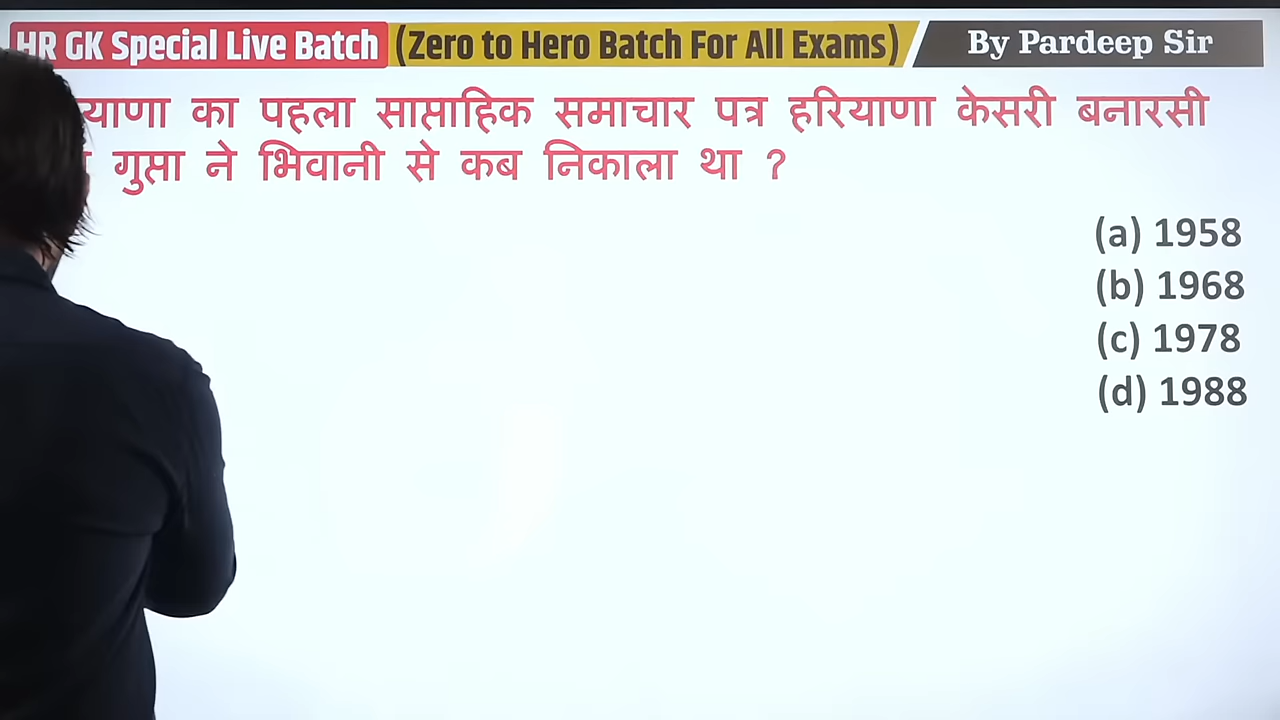 HR GK Special Live Batch (Zero to Hero Batch For All Exams) By Pardeep Sir
का पहला साप्ताहिक समाचार पत्र हरियाणा केसरी बनारसी
गुप्ता ने भिवानी से कब निकाला था ?
(a) 1958
(b) 1968
(c) 1978
(d) 1988